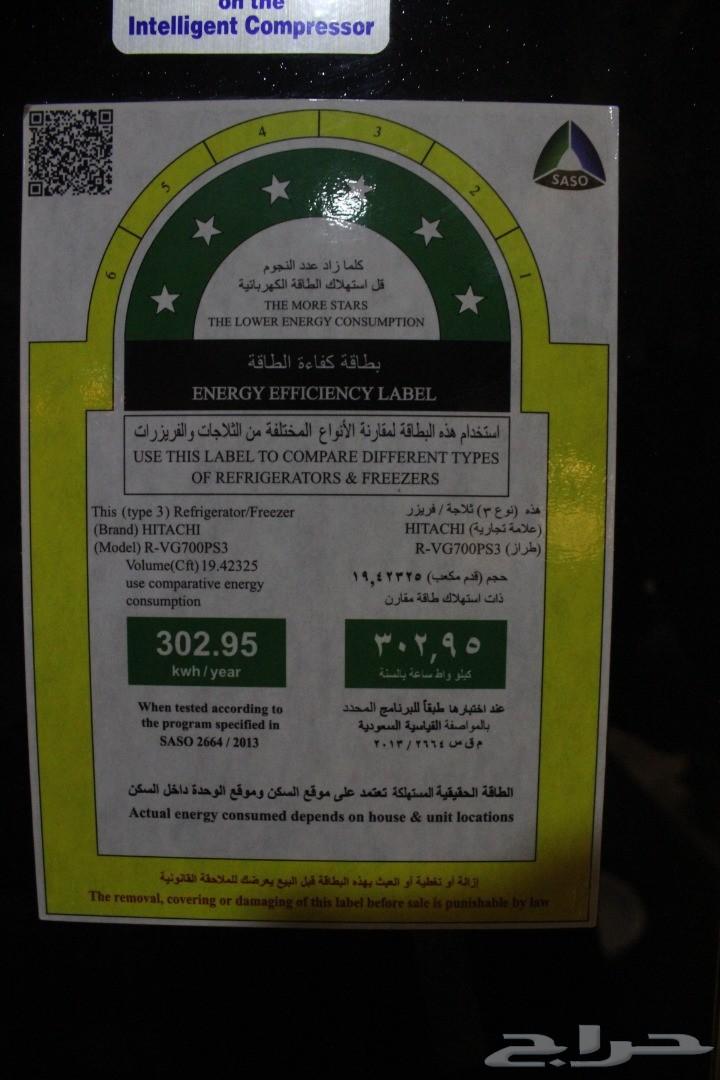 on the
Intelligent Compressor
6 5 4 3 2 1
SASO
كلما زاد عدد النجوم
قل استهلاك الطاقة الكهربائية
THE MORE STARS
THE LOWER ENERGY CONSUMPTION
بطاقة كفاءة الطاقة
ENERGY EFFICIENCY LABEL
استخدام هذه البطاقة لمقارنة الأنواع المختلفة من الثلاجات والفريزرات
USE THIS LABEL TO COMPARE DIFFERENT TYPES
OF REFRIGERATORS & FREEZERS
This (type 3) Refrigerator/Freezer
(Brand) HITACHI
(Model) R-VG700PS3
Volume(Cft) 19.42325
use comparative energy
consumption
هذه (نوع ٣) ثلاجة / فريزر
(علامة تجارية) HITACHI
(طراز) R-VG700PS3
حجم (قدم مكعب) ١٩,٤٢٣٢٥
ذات استهلاك طاقة مقارن
302.95
kwh / year
٣٠٢,٩٥
كيلو واط ساعة بالسنة
When tested according to
the program specified in
SASO 2664 / 2013
عند اختبارها طبقاً للبرنامج المحدد
بالمواصفة القياسية السعودية
م ق س ٢٦٦٤ / ٢٠١٣
الطاقة الحقيقية المستهلكة تعتمد على موقع السكن وموقع الوحدة داخل السكن
Actual energy consumed depends on house & unit locations
إزالة أو تغطية أو العبث بهذه البطاقة قبل البيع يعرضك للملاحقة القانونية
The removal, covering or damaging of this label before sale is punishable by law
حراج